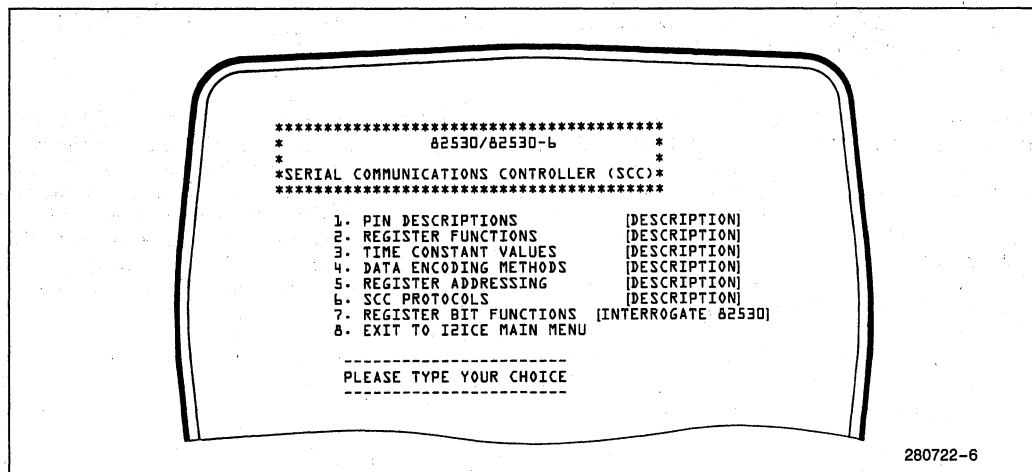 *****************************************
* 82530/82530-6 *
* *
*SERIAL COMMUNICATIONS CONTROLLER (SCC)*
*****************************************
1. PIN DESCRIPTIONS [DESCRIPTION]
2. REGISTER FUNCTIONS [DESCRIPTION]
3. TIME CONSTANT VALUES [DESCRIPTION]
4. DATA ENCODING METHODS [DESCRIPTION]
5. REGISTER ADDRESSING [DESCRIPTION]
6. SCC PROTOCOLS [DESCRIPTION]
7. REGISTER BIT FUNCTIONS [INTERROGATE 82530]
8. EXIT TO I2ICE MAIN MENU
-----------------------
PLEASE TYPE YOUR CHOICE
-----------------------
280722-6